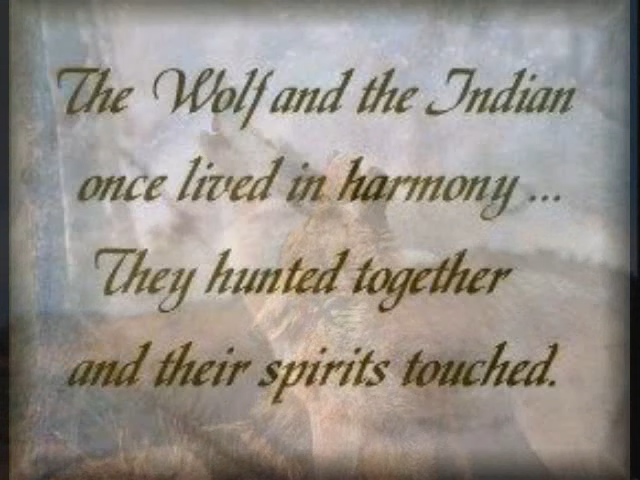 The Wolf and the Indian
once lived in harmony ...
They hunted together
and their spirits touched.